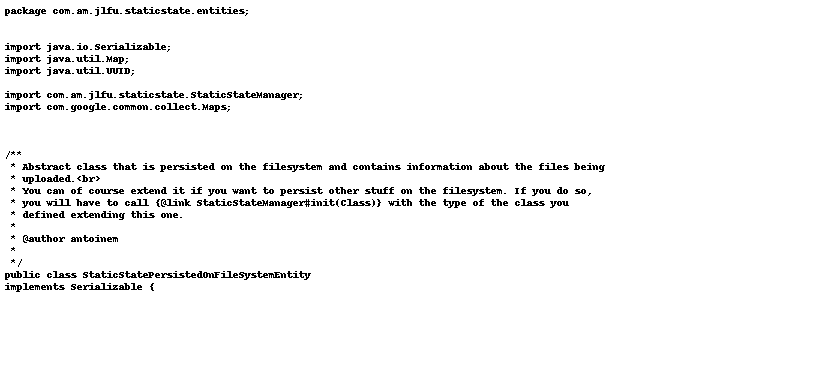 package com.am.jlfu.staticstate.entities;
import java.io.Serializable;
import java.util.Map;
import java.util.UUID;
import com.am.jlfu.staticstate.StaticStateManager;
import com.google.common.collect.Maps;
/**
 * Abstract class that is persisted on the filesystem and contains information about the files being
 * uploaded.<br>
 * You can of course extend it if you want to persist other stuff on the filesystem. If you do so,
 * you will have to call {@link StaticStateManager#init(Class)} with the type of the class you
 * defined extending this one.
 *
 * @author antoinem
 *
 */
public class StaticStatePersistedOnFileSystemEntity
implements Serializable {